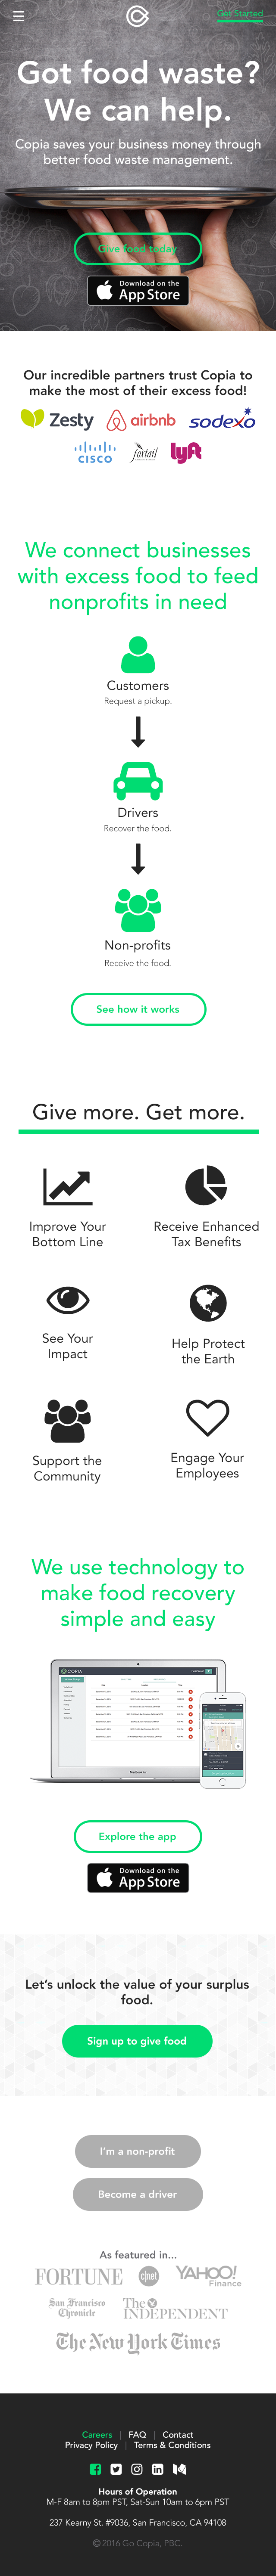 Get Started
Got food waste?
We can help.
Copia saves your business money through
better food waste management.
Give food today
Download on the
App Store
Our incredible partners trust Copia to
make the most of their excess food!
Zesty
airbnb
sodexo
CISCO
foxtail
lyft
We connect businesses
with excess food to feed
nonprofits in need
Customers
Request a pickup.
Drivers
Recover the food.
Non-profits
Receive the food.
See how it works
Give more. Get more.
Improve Your
Bottom Line
Receive Enhanced
Tax Benefits
See Your
Impact
Help Protect
the Earth
Support the
Community
Engage Your
Employees
We use technology to
make food recovery
simple and easy
COPIA
Explore the app
Download on the
App Store
Let's unlock the value of your surplus
food.
Sign up to give food
I'm a non-profit
Become a driver
As featured in...
FORTUNE
c|net
YAHOO!
Finance
San Francisco
Chronicle
The
INDEPENDENT
The New York Times
Careers | FAQ | Contact
Privacy Policy | Terms & Conditions
Hours of Operation
M-F 8am to 8pm PST, Sat-Sun 10am to 6pm PST
237 Kearny St. #9036, San Francisco, CA 94108
©2016 Go Copia, PBC.